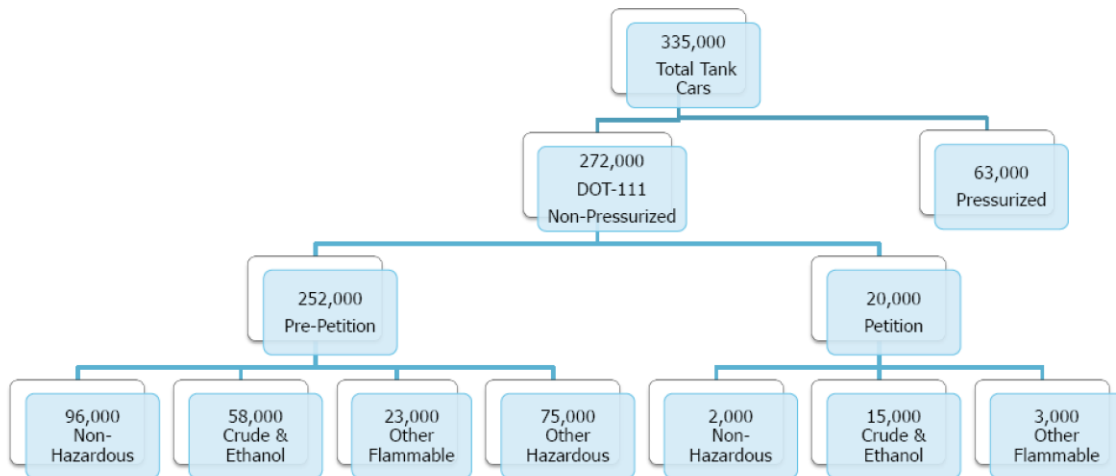 335,000
Total Tank
Cars
272,000
DOT-111
Non-Pressurized
63,000
Pressurized
252,000
Pre-Petition
20,000
Petition
96,000
Non-
Hazardous
58,000
Crude &
Ethanol
23,000
Other
Flammable
75,000
Other
Hazardous
2,000
Non-
Hazardous
15,000
Crude &
Ethanol
3,000
Other
Flammable